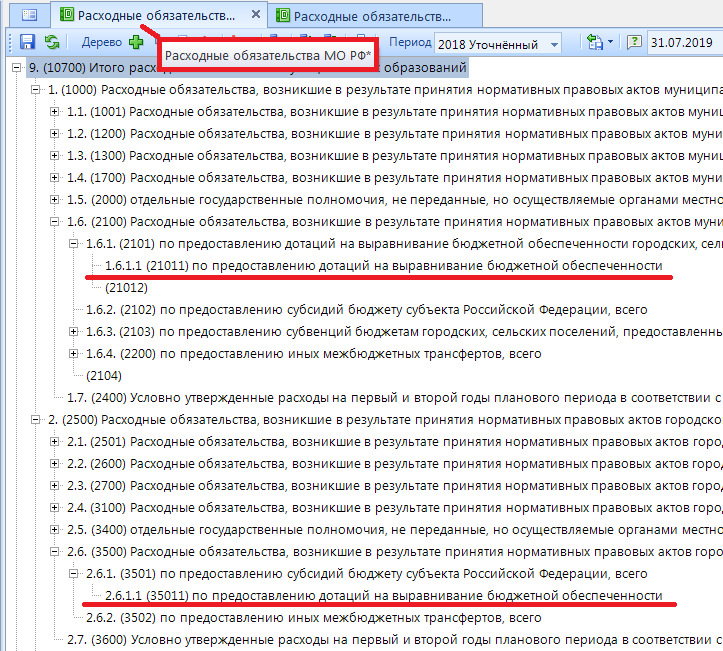 Расходные обязательств... Расходные обязательств...
Дерево Период 2018 Уточнённый 31.07.2019
Расходные обязательства МО РФ*
9. (10700) Итого образований
1. (1000) Расходные обязательства, возникшие в результате принятия нормативных правовых актов муниципа
1.1. (1001) Расходные обязательства, возникшие в результате принятия нормативных правовых актов муни
1.2. (1200) Расходные обязательства, возникшие в результате принятия нормативных правовых актов муни
1.3. (1300) Расходные обязательства, возникшие в результате принятия нормативных правовых актов муни
1.4. (1700) Расходные обязательства, возникшие в результате принятия нормативных правовых актов муни
1.5. (2000) отдельные государственные полномочия, не переданные, но осуществляемые органами местно
1.6. (2100) Расходные обязательства, возникшие в результате принятия нормативных правовых актов муни
1.6.1. (2101) по предоставлению дотаций на выравнивание бюджетной обеспеченности городских, сел
1.6.1.1 (21011) по предоставлению дотаций на выравнивание бюджетной обеспеченности
(21012)
1.6.2. (2102) по предоставлению субсидий бюджету субъекта Российской Федерации, всего
1.6.3. (2103) по предоставлению субвенций бюджетам городских, сельских поселений, предоставленны
1.6.4. (2200) по предоставлению иных межбюджетных трансфертов, всего
(2104)
1.7. (2400) Условно утвержденные расходы на первый и второй годы планового периода в соответствии с
2. (2500) Расходные обязательства, возникшие в результате принятия нормативных правовых актов городско
2.1. (2501) Расходные обязательства, возникшие в результате принятия нормативных правовых актов горо
2.2. (2600) Расходные обязательства, возникшие в результате принятия нормативных правовых актов горо
2.3. (2700) Расходные обязательства, возникшие в результате принятия нормативных правовых актов горо
2.4. (3100) Расходные обязательства, возникшие в результате принятия нормативных правовых актов горо
2.5. (3400) отдельные государственные полномочия, не переданные, но осуществляемые органами местно
2.6. (3500) Расходные обязательства, возникшие в результате принятия нормативных правовых актов горо
2.6.1. (3501) по предоставлению субсидий бюджету субъекта Российской Федерации, всего
2.6.1.1 (35011) по предоставлению дотаций на выравнивание бюджетной обеспеченности
2.6.2. (3502) по предоставлению иных межбюджетных трансфертов, всего
2.7. (3600) Условно утвержденные расходы на первый и второй годы планового периода в соответствии с